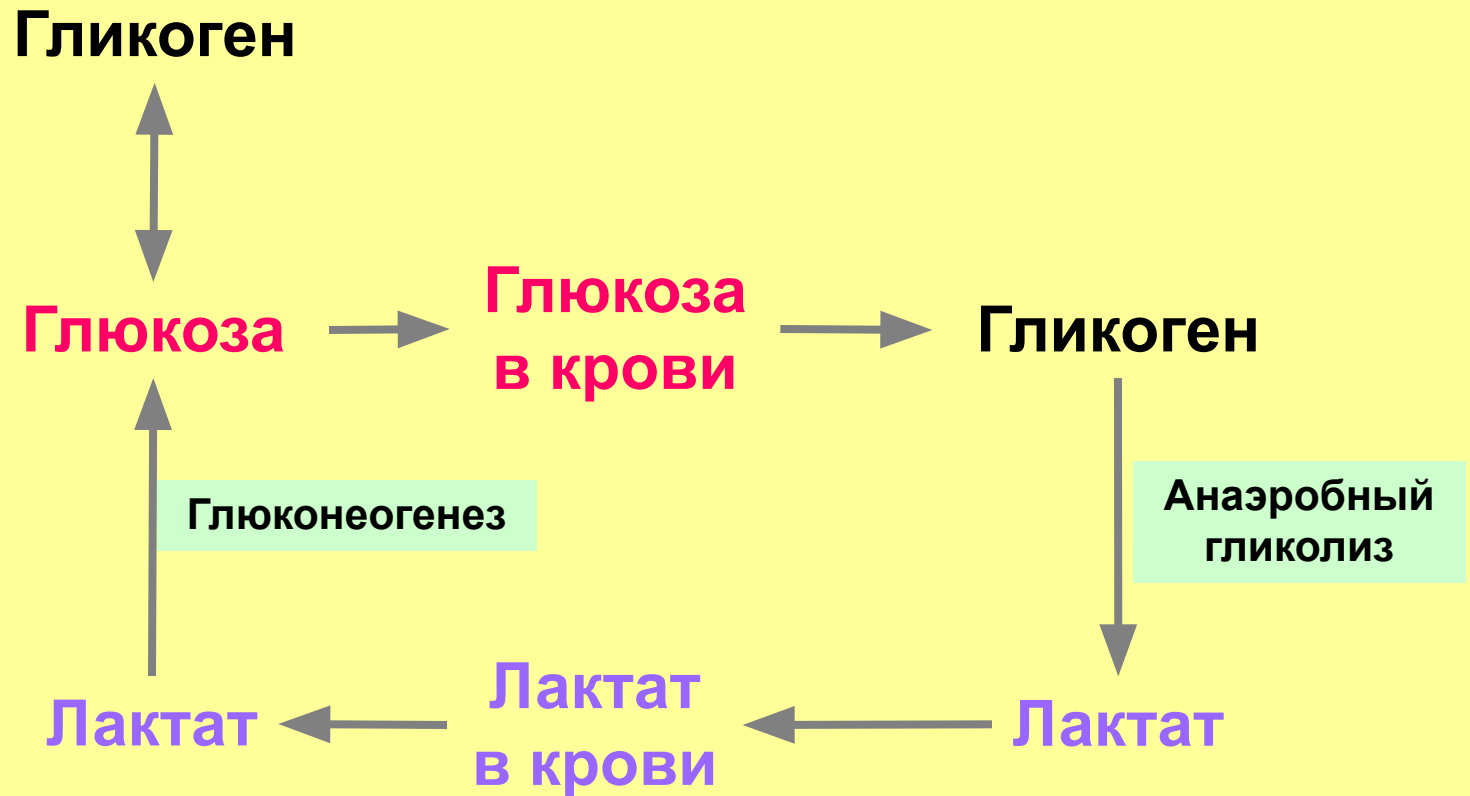 Гликоген
Глюкоза
Глюкоза
в крови
Гликоген
Глюконеогенез
Анаэробный
гликолиз
Лактат
Лактат
в крови
Лактат